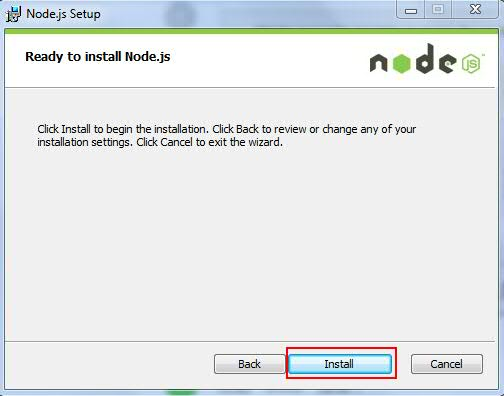 Node.js Setup
Ready to install Node.js
node
JS
Click Install to begin the installation. Click Back to review or change any of your
installation settings. Click Cancel to exit the wizard.
Back
Install
Cancel